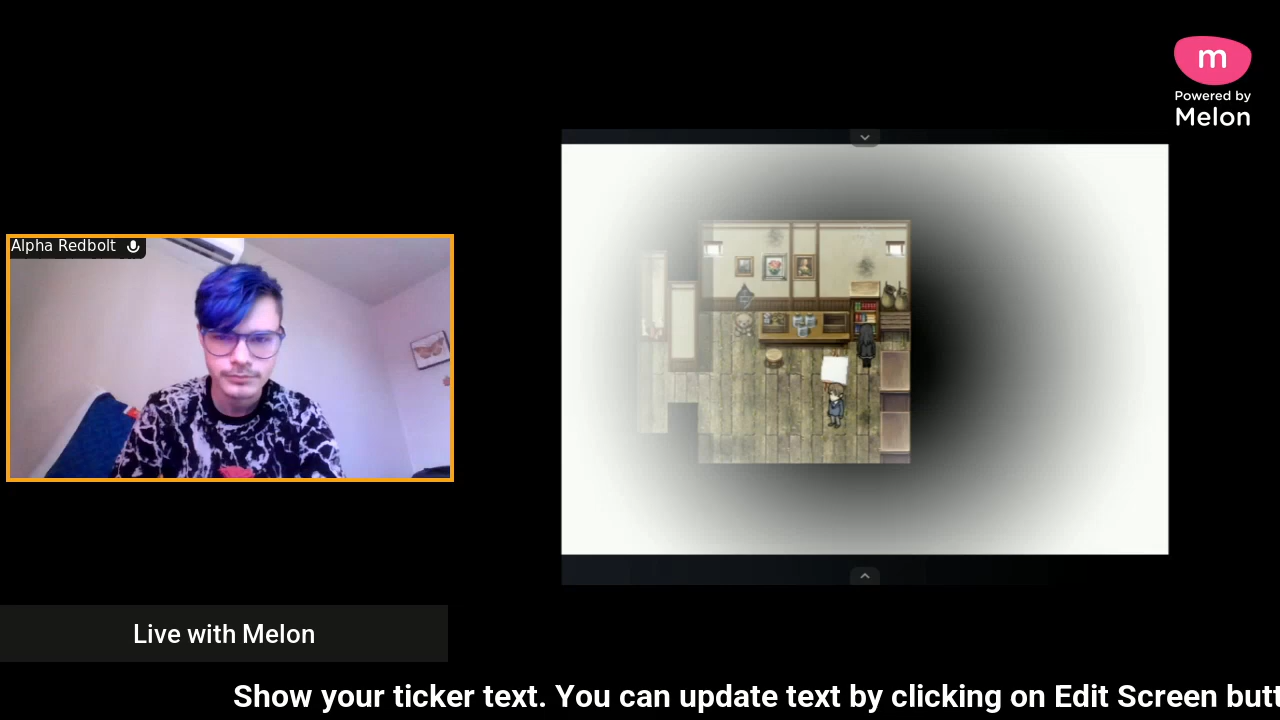 m
Powered by
Melon
Alpha Redbolt
Live with Melon
Show your ticker text. You can update text by clicking on Edit Screen butt